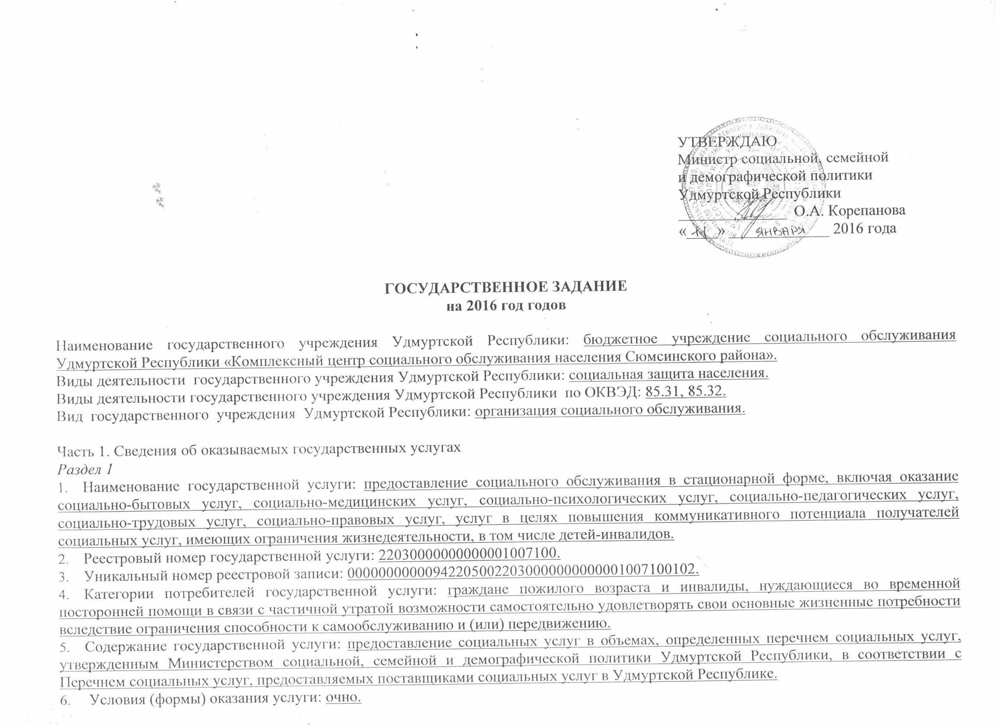 УТВЕРЖДАЮ
Министр социальной, семейной
и демографической политики
Удмуртской Республики
О.А. Корепанова
« » января 2016 года
ГОСУДАРСТВЕННОЕ ЗАДАНИЕ
на 2016 год годов
Наименование государственного учреждения Удмуртской Республики: бюджетное учреждение социального обслуживания
Удмуртской Республики «Комплексный центр социального обслуживания населения Сюмсинского района».
Виды деятельности государственного учреждения Удмуртской Республики: социальная защита населения.
Виды деятельности государственного учреждения Удмуртской Республики по ОКВЭД: 85.31, 85.32.
Вид государственного учреждения Удмуртской Республики: организация социального обслуживания.
Часть 1. Сведения об оказываемых государственных услугах
Раздел 1
1. Наименование государственной услуги: предоставление социального обслуживания в стационарной форме, включая оказание
социально-бытовых услуг, социально-медицинских услуг, социально-психологических услуг, социально-педагогических услуг,
социально-трудовых услуг, социально-правовых услуг, услуг в целях повышения коммуникативного потенциала получателей
социальных услуг, имеющих ограничения жизнедеятельности, в том числе детей-инвалидов.
2. Реестровый номер государственной услуги: 22030000000000001007100.
3. Уникальный номер реестровой записи: 000000000009422050022030000000000001007100102.
4. Категории потребителей государственной услуги: граждане пожилого возраста и инвалиды, нуждающиеся во временной
посторонней помощи в связи с частичной утратой возможности самостоятельно удовлетворять свои основные жизненные потребности
вследствие ограничения способности к самообслуживанию и (или) передвижению.
5. Содержание государственной услуги: предоставление социальных услуг в объемах, определенных перечнем социальных услуг,
утвержденным Министерством социальной, семейной и демографической политики Удмуртской Республики, в соответствии с
Перечнем социальных услуг, предоставляемых поставщиками социальных услуг в Удмуртской Республике.
6. Условия (формы) оказания услуги: очно.